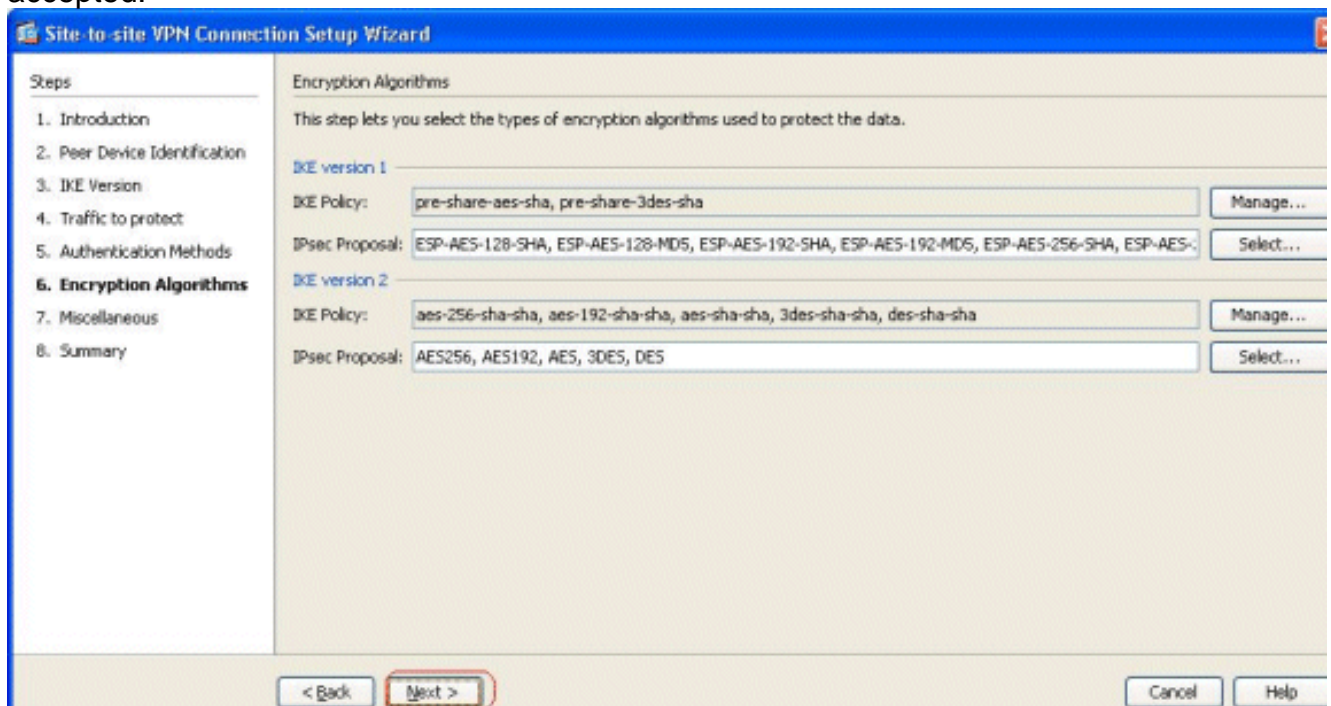 accepted.
Site-to-site VPN Connection Setup Wizard
Steps
1. Introduction
2. Peer Device Identification
3. IKE Version
4. Traffic to protect
5. Authentication Methods
6. Encryption Algorithms
7. Miscellaneous
8. Summary
Encryption Algorithms
This step lets you select the types of encryption algorithms used to protect the data.
IKE version 1
IKE Policy: pre-share-aes-sha, pre-share-3des-sha Manage...
IPsec Proposal: ESP-AES-128-SHA, ESP-AES-128-MD5, ESP-AES-192-SHA, ESP-AES-192-MD5, ESP-AES-256-SHA, ESP-AES- Select...
IKE version 2
IKE Policy: aes-256-sha-sha, aes-192-sha-sha, aes-sha-sha, 3des-sha-sha, des-sha-sha Manage...
IPsec Proposal: AES256, AES192, AES, 3DES, DES Select...
< Back Next > Cancel Help